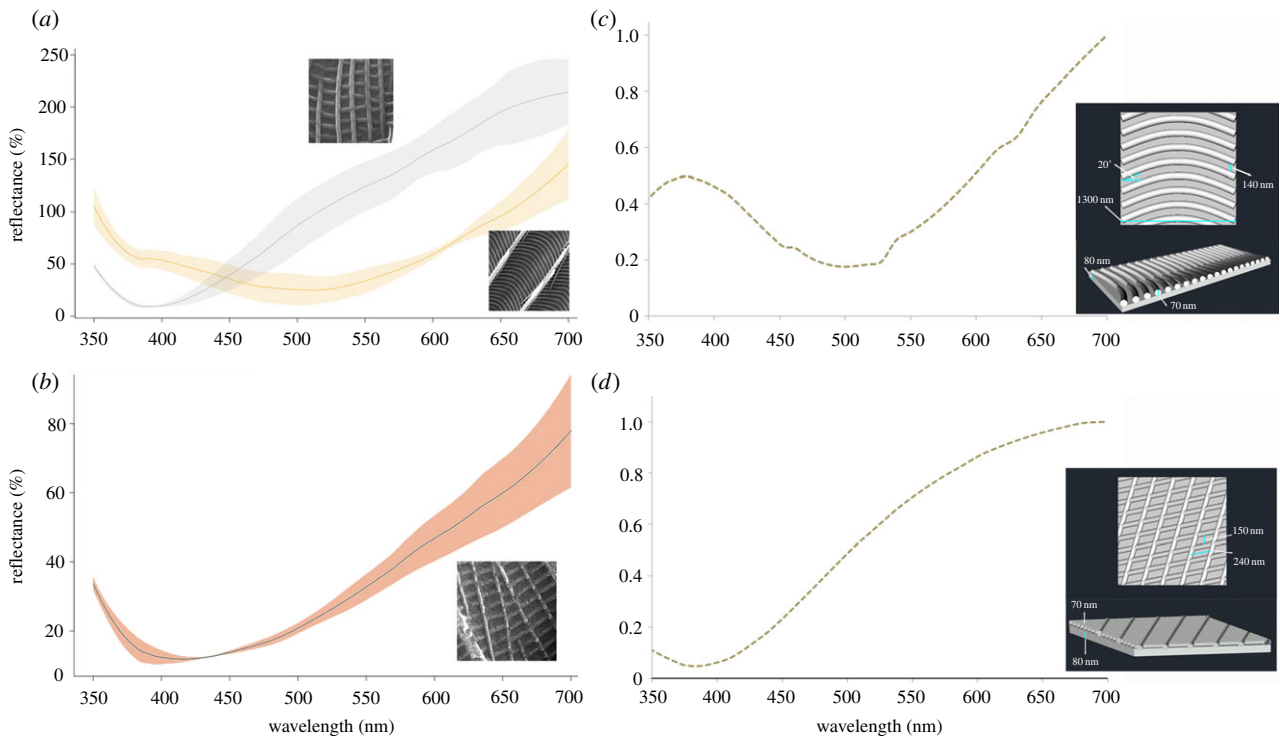 (a)
250
200
150
100
50
0
reflectance (%)
350 400 450 500 550 600 650 700
(b)
80
60
40
20
0
reflectance (%)
350 400 450 500 550 600 650 700
wavelength (nm)
(c)
1.0
0.8
0.6
0.4
0.2
0
350 400 450 500 550 600 650 700
20°
140 nm
1300 nm
80 nm
70 nm
(d)
1.0
0.8
0.6
0.4
0.2
0
350 400 450 500 550 600 650 700
wavelength (nm)
150 nm
240 nm
70 nm
80 nm